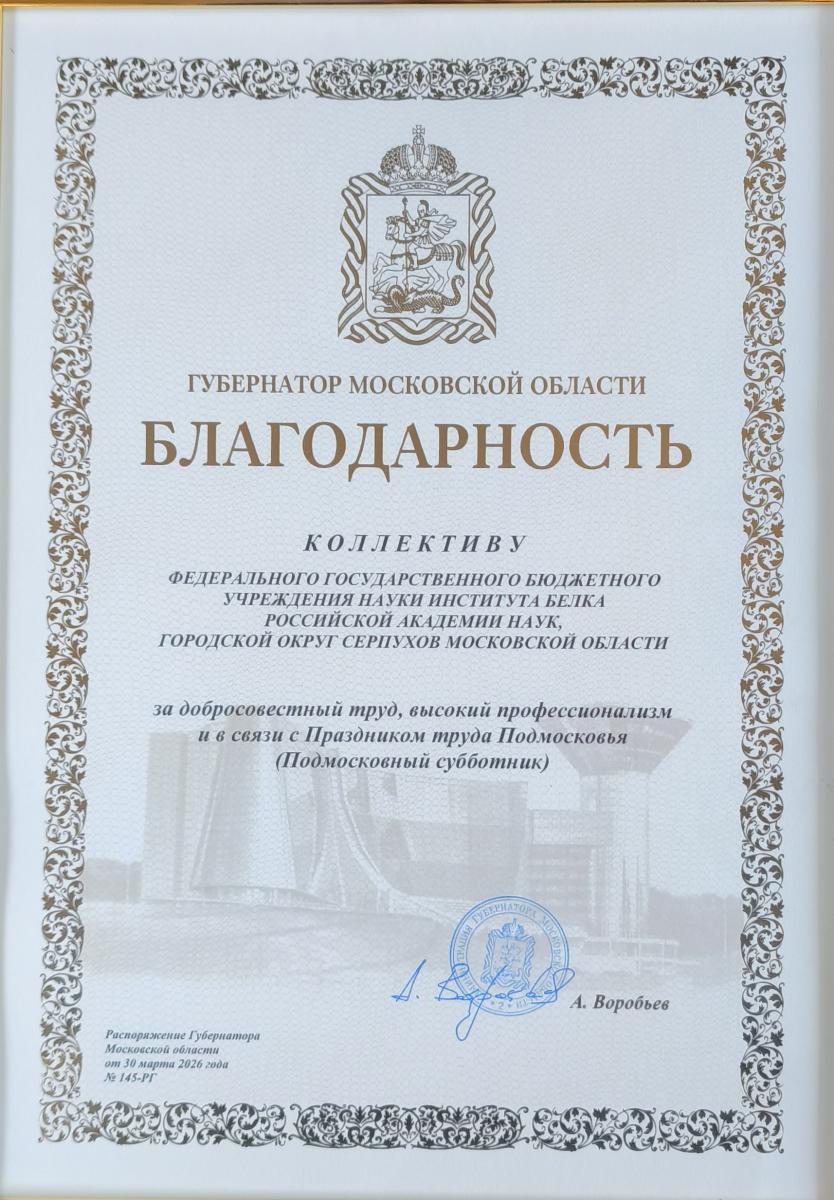 ГУБЕРНАТОР МОСКОВСКОЙ ОБЛАСТИ
БЛАГОДАРНОСТЬ
КОЛЛЕКТИВУ
ФЕДЕРАЛЬНОГО ГОСУДАРСТВЕННОГО БЮДЖЕТНОГО
УЧРЕЖДЕНИЯ НАУКИ ИНСТИТУТА БЕЛКА
РОССИЙСКОЙ АКАДЕМИИ НАУК,
ГОРОДСКОЙ ОКРУГ СЕРПУХОВ МОСКОВСКОЙ ОБЛАСТИ
за добросовестный труд, высокий профессионализм
и в связи с Праздником труда Подмосковья
(Подмосковный субботник)
ГУБЕРНАТОРА
А. Воробьев
Распоряжение Губернатора
Московской области
от 30 марта 2026 года
№ 145-РГ